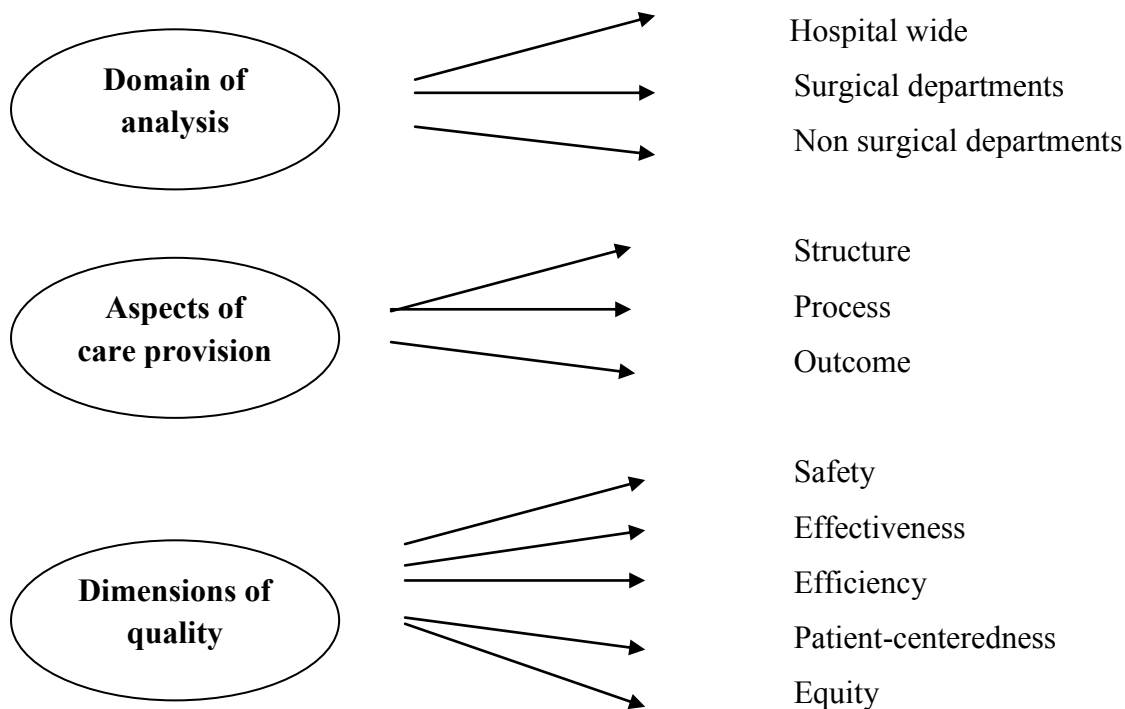 Domain of
analysis
Hospital wide
Surgical departments
Non surgical departments
Aspects of
care provision
Structure
Process
Outcome
Dimensions of
quality
Safety
Effectiveness
Efficiency
Patient-centeredness
Equity